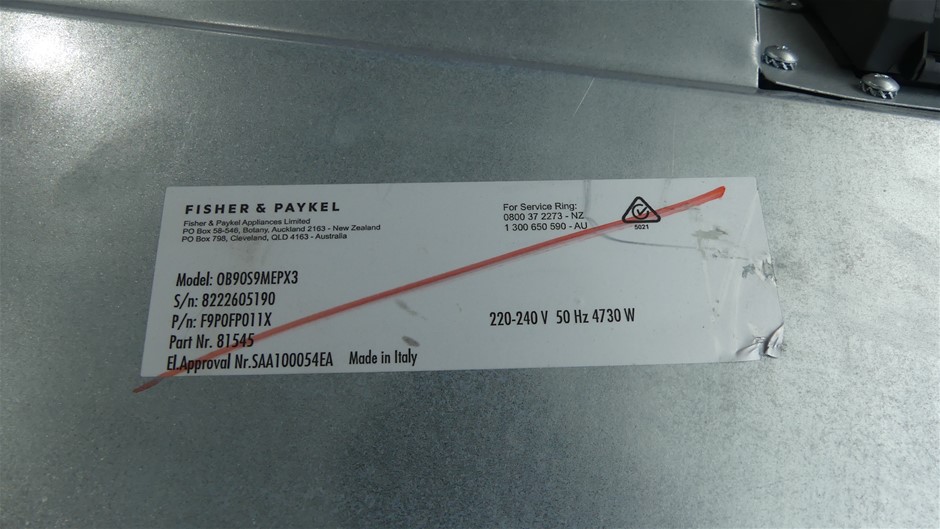 FISHER & PAYKEL
Fisher & Paykel Appliances Limited
PO Box 58-548, Botany, Auckland 2163 - New Zealand
PO Box 798, Cleveland, QLD 4163 - Australia
For Service Ring:
0800 37 2273 - NZ
1 300 650 590 - AU
5021
Model: OB90S9MEPX3
S/n: 8222605190
P/n: F9P0FP011X
Part Nr. 81545
El.Approval Nr.SAA100054EA Made in Italy
220-240 V 50 Hz 4730 W